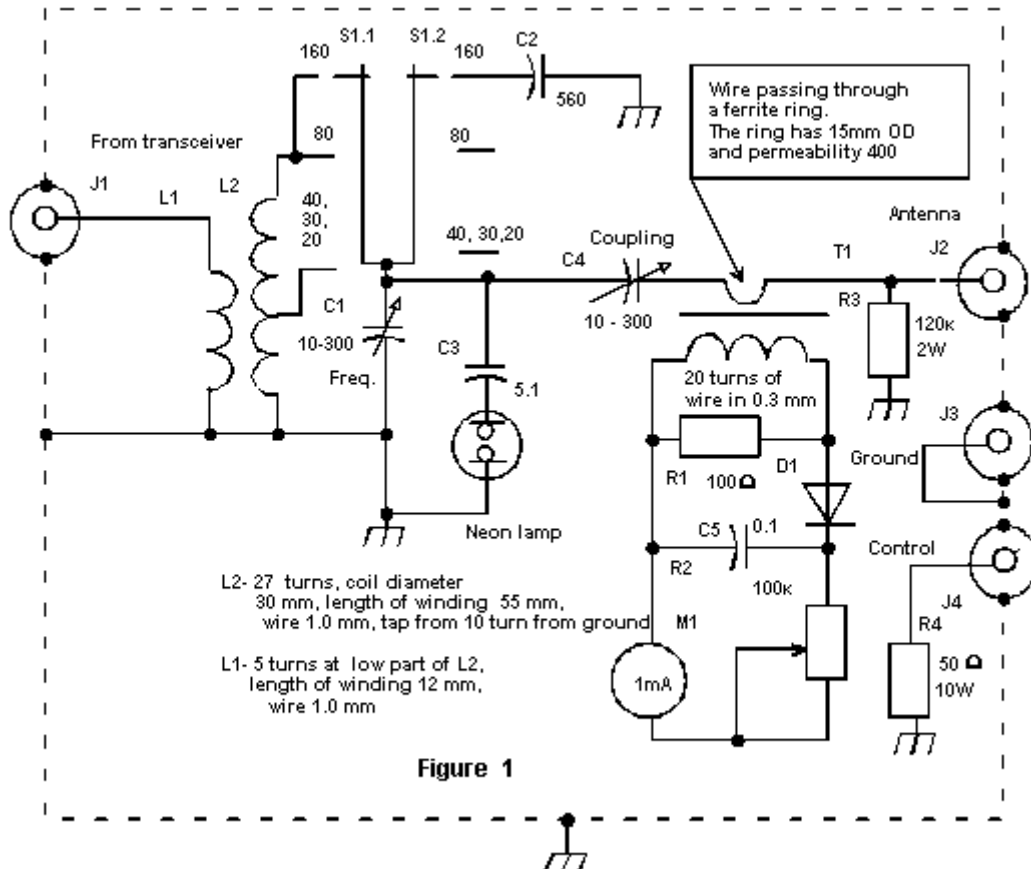 160
S1.1
S1.2
160
C2
560
Wire passing through
a ferrite ring.
The ring has 15mm OD
and permeability 400
From transceiver
80
80
J1
L1
L2
40,
30,
20
40, 30,20
Coupling
C4
10 - 300
Antenna
T1
J2
C1
10-300
Freq.
R3
120к
2W
C3
5.1
20 turns of
wire in 0.3 mm
J3
Ground
R1
100Ω
D1
Neon lamp
C5
0.1
R2
100к
Control
J4
L2- 27 turns, coil diameter
30 mm, length of winding 55 mm,
wire 1.0 mm, tap from 10 turn from ground
M1
R4
L1- 5 turns at low part of L2,
length of winding 12 mm,
wire 1.0 mm
1mA
50 Ω
10W
Figure 1